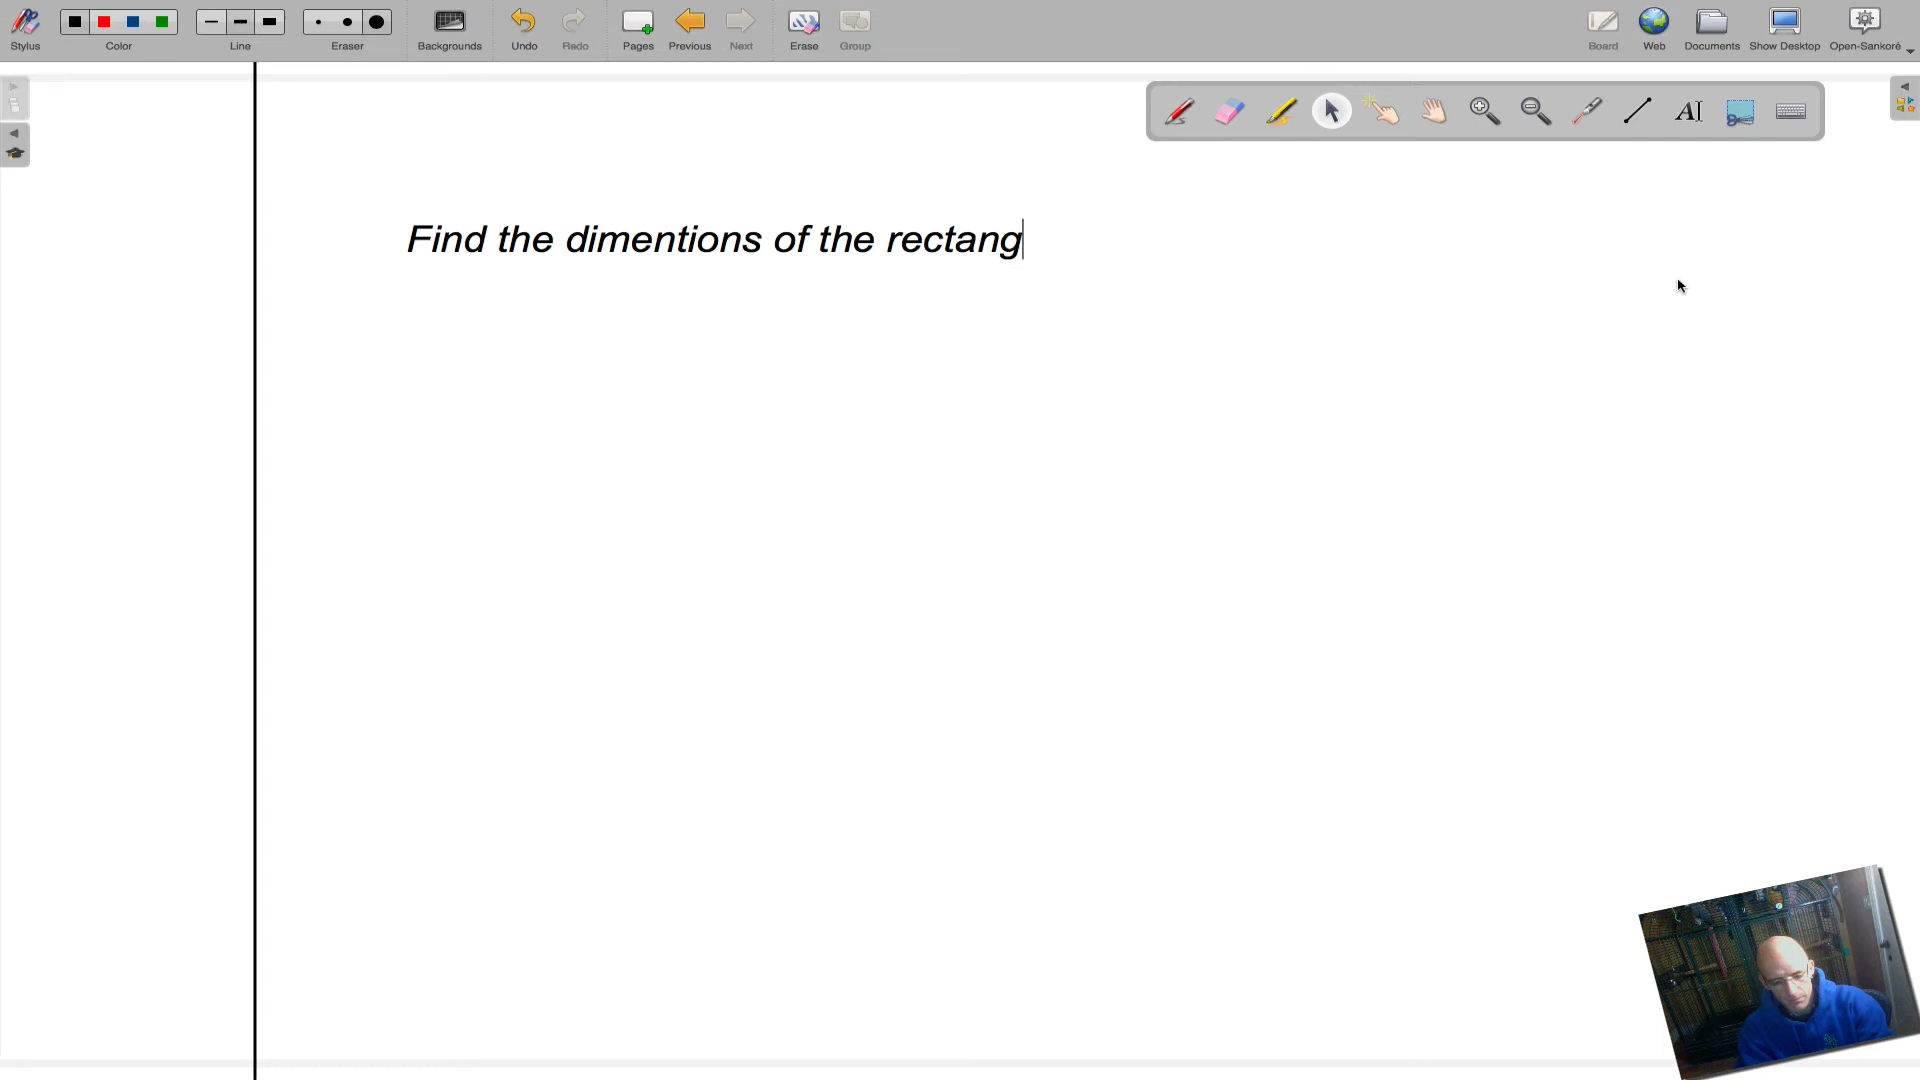 Stylus Color Line Eraser Backgrounds Undo Redo Pages Previous Next Erase Group Board Web Documents Show Desktop Open-Sankoré
Find the dimentions of the rectang